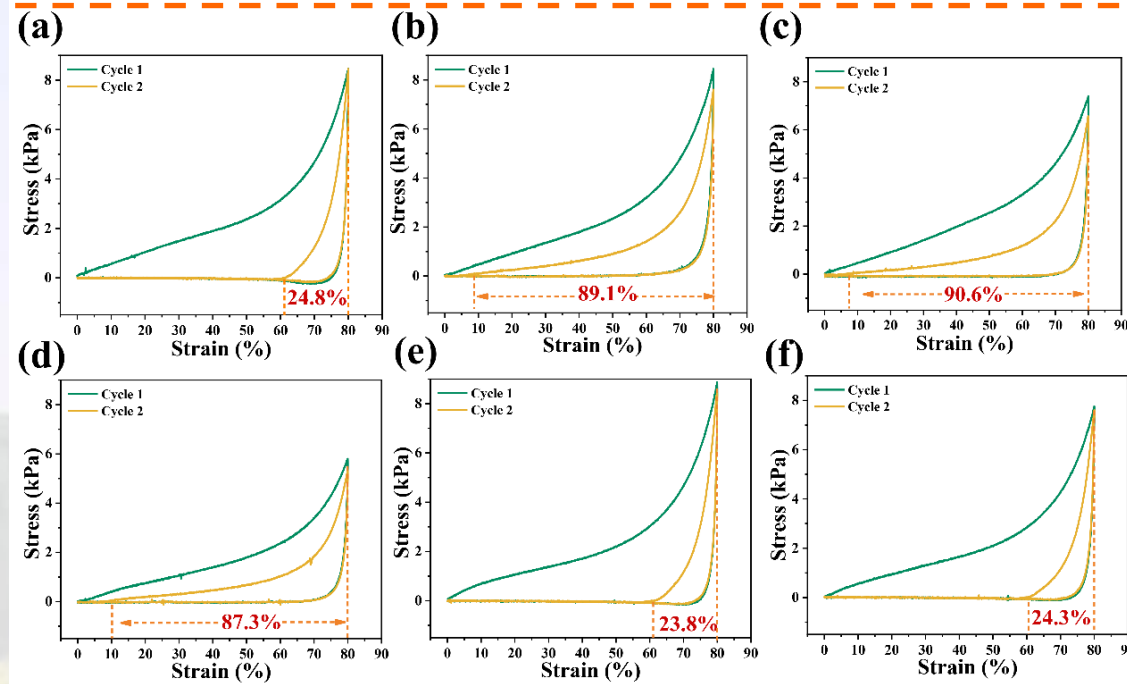 (a)
Cycle 1
Cycle 2
Stress (kPa)
8
6
4
2
0
24.8%
0 10 20 30 40 50 60 70 80 90
Strain (%)
(b)
Cycle 1
Cycle 2
Stress (kPa)
8
6
4
2
0
89.1%
0 10 20 30 40 50 60 70 80 90
Strain (%)
(c)
Cycle 1
Cycle 2
Stress (kPa)
8
6
4
2
0
90.6%
0 10 20 30 40 50 60 70 80 90
Strain (%)
(d)
Cycle 1
Cycle 2
Stress (kPa)
8
6
4
2
0
87.3%
0 10 20 30 40 50 60 70 80 90
Strain (%)
(e)
Cycle 1
Cycle 2
Stress (kPa)
8
6
4
2
0
23.8%
0 10 20 30 40 50 60 70 80 90
Strain (%)
(f)
Cycle 1
Cycle 2
Stress (kPa)
8
6
4
2
0
24.3%
0 10 20 30 40 50 60 70 80 90
Strain (%)